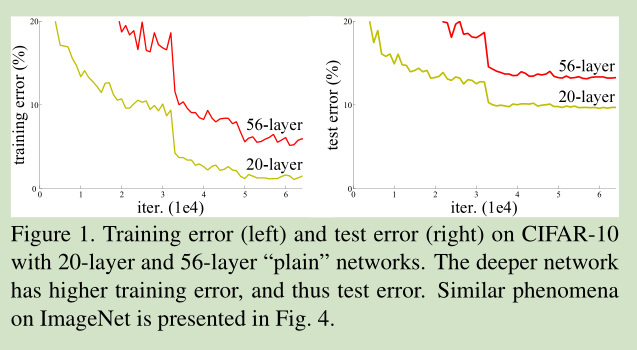 20
10
0
0
1
2
3
4
5
6
training error (%)
iter. (1e4)
56-layer
20-layer
20
10
0
0
1
2
3
4
5
6
test error (%)
iter. (1e4)
56-layer
20-layer
Figure 1. Training error (left) and test error (right) on CIFAR-10
with 20-layer and 56-layer “plain” networks. The deeper network
has higher training error, and thus test error. Similar phenomena
on ImageNet is presented in Fig. 4.